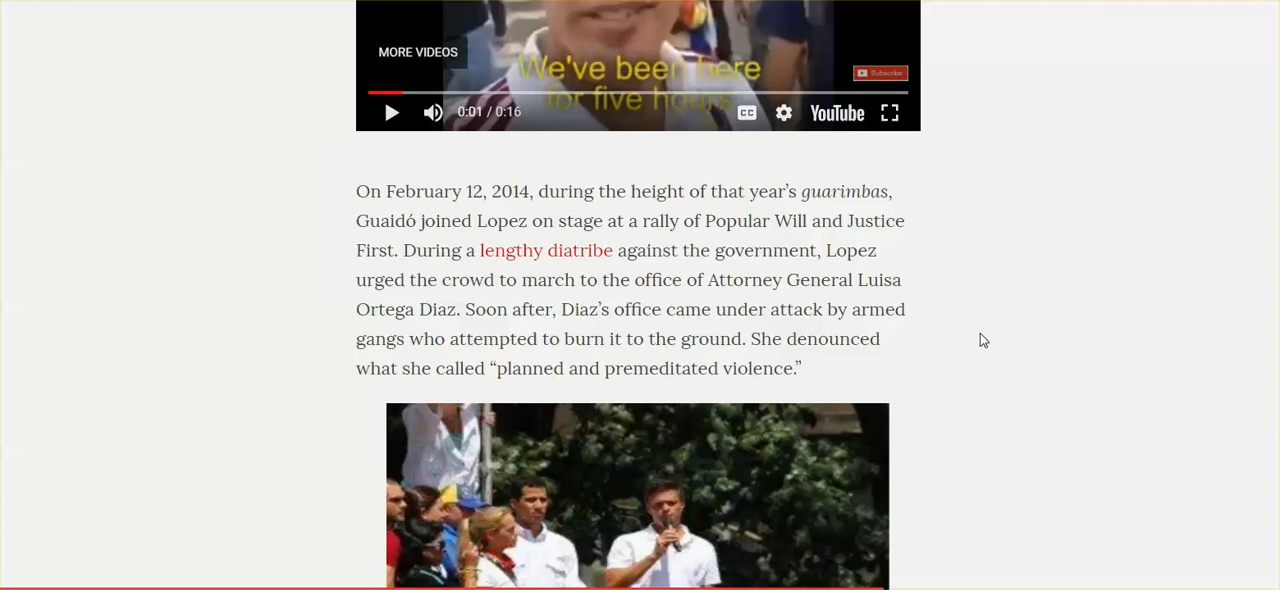 MORE VIDEOS
We've been here
for five hours
Subscribe
0:01 / 0:16
CC
YouTube
On February 12, 2014, during the height of that year’s guarimbas,
Guaidó joined Lopez on stage at a rally of Popular Will and Justice
First. During a lengthy diatribe against the government, Lopez
urged the crowd to march to the office of Attorney General Luisa
Ortega Diaz. Soon after, Diaz’s office came under attack by armed
gangs who attempted to burn it to the ground. She denounced
what she called “planned and premeditated violence.”